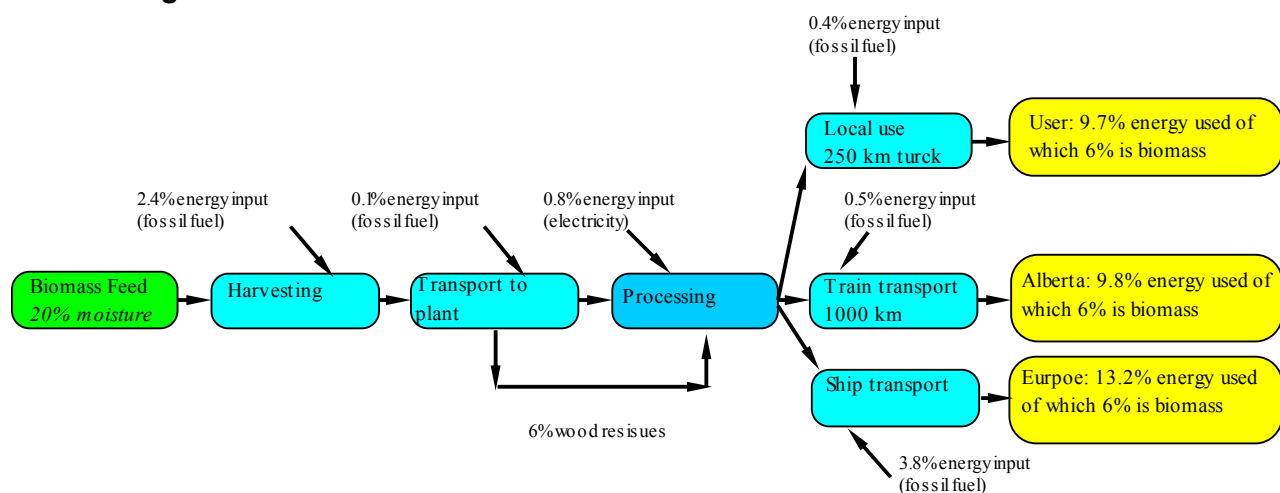 0.4% energy input
(fossil fuel)
Local use
250 km turck
User: 9.7% energy used of
which 6% is biomass
2.4% energy input
(fossil fuel)
0.1% energy input
(fossil fuel)
0.8% energy input
(electricity)
0.5% energy input
(fossil fuel)
Biomass Feed
20% moisture
Harvesting
Transport to
plant
Processing
Train transport
1000 km
Alberta: 9.8% energy used of
which 6% is biomass
Ship transport
Eurpoe: 13.2% energy used
of which 6% is biomass
6% wood resisues
3.8% energy input
(fossil fuel)